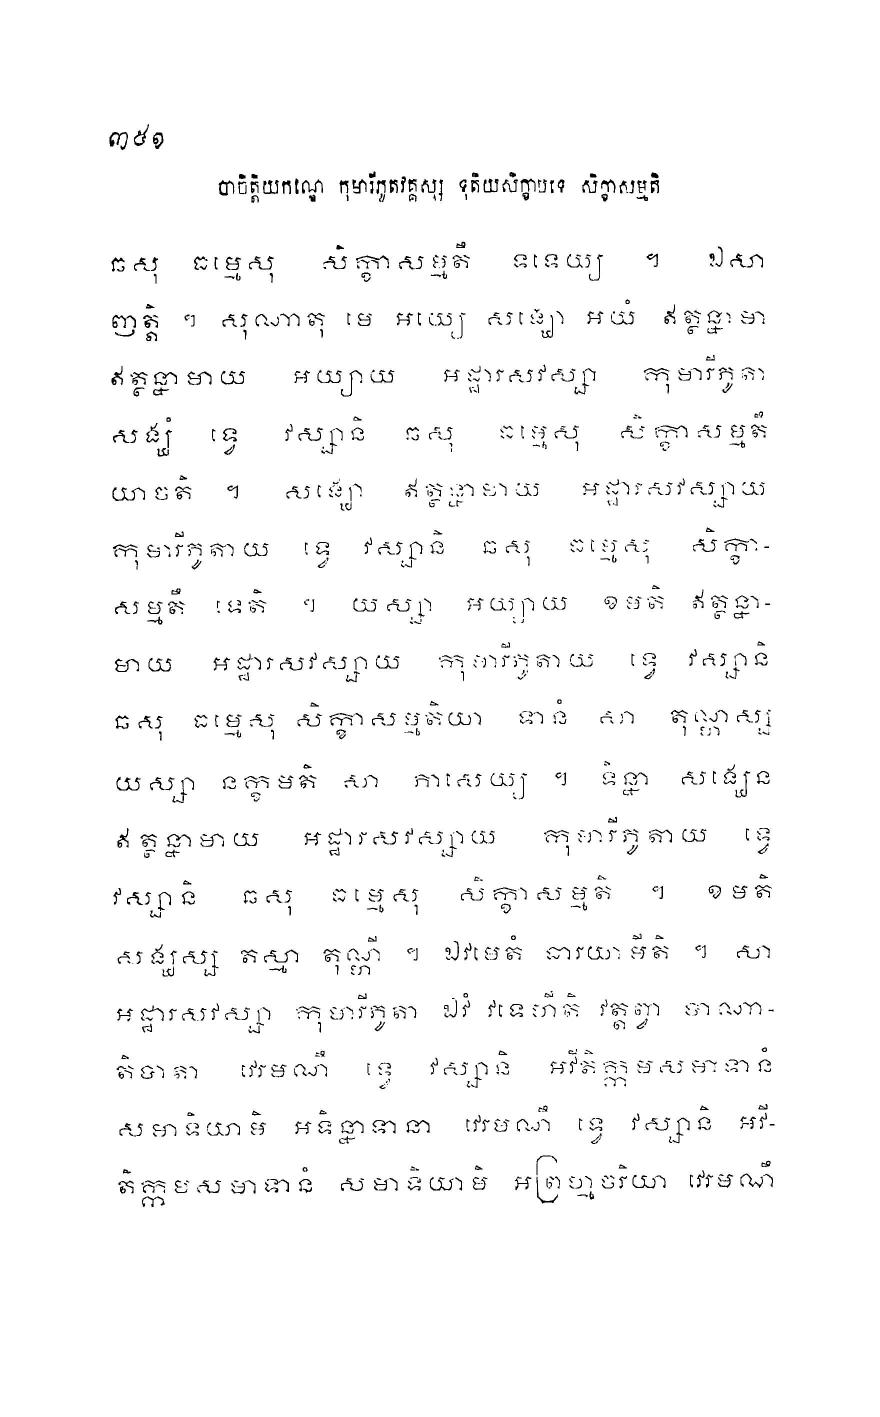 ៣៥១
បាចិត្តិយកណ្ឌេ កុមារីភូតវគ្គស្ស ទុតិយសិក្ខាបទេ សិក្ខាសម្មតិ
ឆសុ ធម្មេសុ សិក្ខាសម្មតឹ ទទេយ្យ ។ ឯសា
ញត្តិ ។ សុណាតុ មេ អយ្យេ សង្ឃោ អយំ ឥត្ថន្នាមា
ឥត្ថន្នាមាយ អយ្យាយ អដ្ឋារសវស្សា កុមារីភូតា
សង្ឃំ ទ្វេ វស្សានិ ឆសុ ធម្មេសុ សិក្ខាសម្មតឹ
យាចតិ ។ សង្ឃោ ឥត្ថន្នាមាយ អដ្ឋារសវស្សាយ
កុមារីភូតាយ ទ្វេ វស្សានិ ឆសុ ធម្មេសុ សិក្ខា-
សម្មតឹ ទេតិ ។ យស្សា អយ្យាយ ខមតិ ឥត្ថន្នា-
មាយ អដ្ឋារសវស្សាយ កុមារីភូតាយ ទ្វេ វស្សានិ
ឆសុ ធម្មេសុ សិក្ខាសម្មតិយា ទានំ សា តុណ្ហស្ស
យស្សា នក្ខមតិ សា ភាសេយ្យ ។ ទិន្នា សង្ឃេន
ឥត្ថន្នាមាយ អដ្ឋារសវស្សាយ កុមារីភូតាយ ទ្វេ
វស្សានិ ឆសុ ធម្មេសុ សិក្ខាសម្មតិ ។ ខមតិ
សង្ឃស្ស តស្មា តុណ្ហី ។ ឯវមេតំ ធារយាមីតិ ។ សា
អដ្ឋារសវស្សា កុមារីភូតា ឯវំ វទេហីតិ វត្តព្វា បាណា-
តិបាតា វេរមណឹ ទ្វេ វស្សានិ អវីតិក្កមសមាទានំ
សមាទិយាមិ អទិន្នាទានា វេរមណឹ ទ្វេ វស្សានិ អវី-
តិក្កមសមាទានំ សមាទិយាមិ អព្រហ្មចរិយា វេរមណឹ